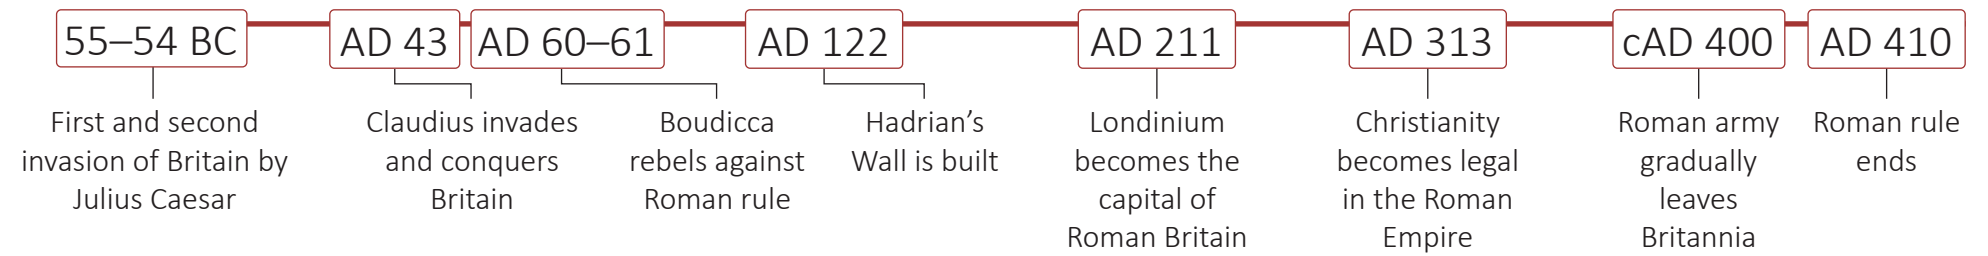 55–54 BC
First and second
invasion of Britain by
Julius Caesar
AD 43
Claudius invades
and conquers
Britain
AD 60–61
Boudicca
rebels against
Roman rule
AD 122
Hadrian’s
Wall is built
AD 211
Londinium
becomes the
capital of
Roman Britain
AD 313
Christianity
becomes legal
in the Roman
Empire
cAD 400
Roman army
gradually
leaves
Britannia
AD 410
Roman rule
ends